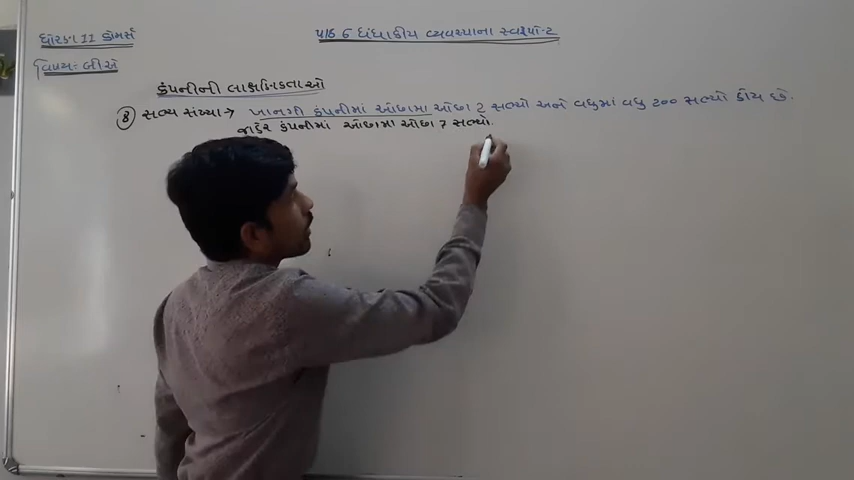 ધોરણ 11 કોમર્સ
પાઠ 6 ધંધાકીય વ્યવસ્થાના સ્વરૂપો-2
વિષય:- બીએ
કંપનીની લાક્ષણિકતાઓ
8 સભ્ય સંખ્યા → ખાનગી કંપનીમાં ઓછામાં ઓછા 2 સભ્યો અને વધુમાં વધુ 200 સભ્યો હોય છે.
જાહેર કંપનીમાં ઓછામાં ઓછા 7 સભ્યો